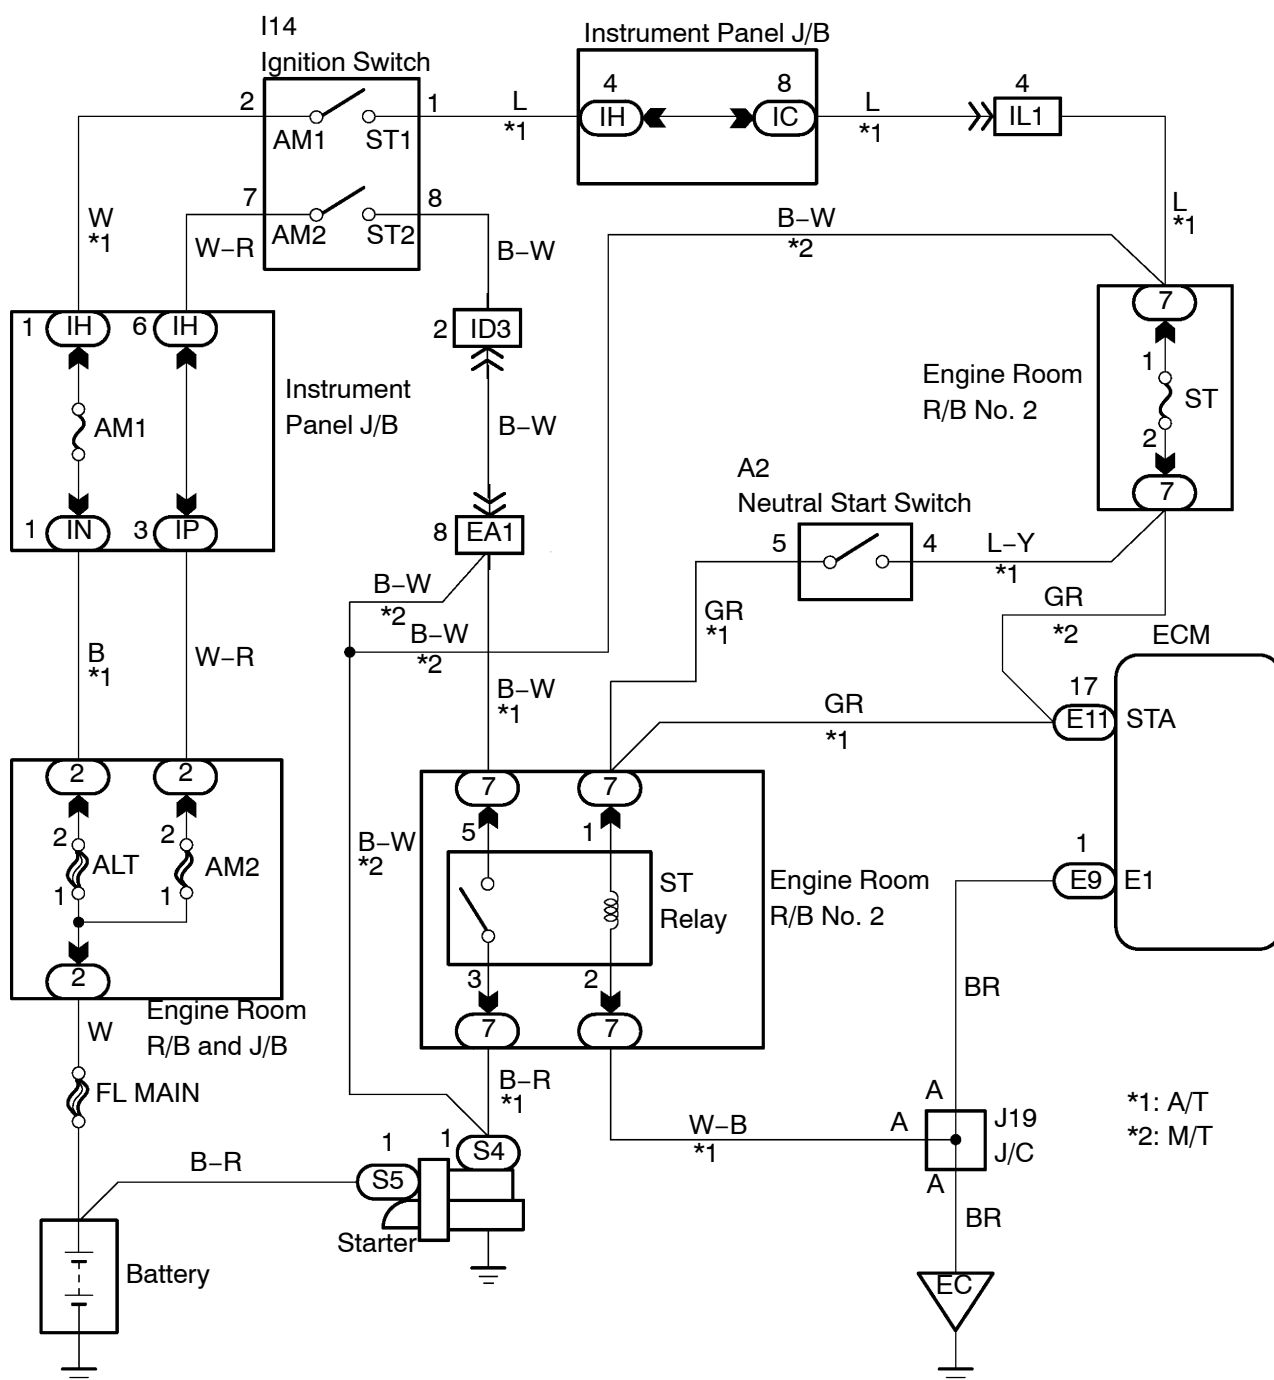 I14
Ignition Switch
Instrument Panel J/B
2
1
L
*1
4
IH
8
IC
L
*1
4
IL1
AM1
ST1
7
8
AM2
ST2
W
*1
W–R
B–W
B–W
*2
L
*1
2
ID3
1
IH
6
IH
AM1
1
IN
3
IP
Instrument
Panel J/B
B–W
8
EA1
7
1
ST
2
7
Engine Room
R/B No. 2
A2
Neutral Start Switch
5
4
L–Y
*1
B–W
*2
B–W
*2
GR
*1
GR
*2
B
*1
W–R
B–W
*1
GR
*1
ECM
17
E11
STA
1
E9
E1
2
2
2
ALT
1
2
AM2
1
2
Engine Room
R/B and J/B
B–W
*2
7
7
5
1
ST
Relay
3
2
7
7
Engine Room
R/B No. 2
BR
W
FL MAIN
B–R
*1
W–B
*1
A
A
J19
J/C
A
BR
*1: A/T
*2: M/T
B–R
1
S5
1
S4
Starter
Battery
EC